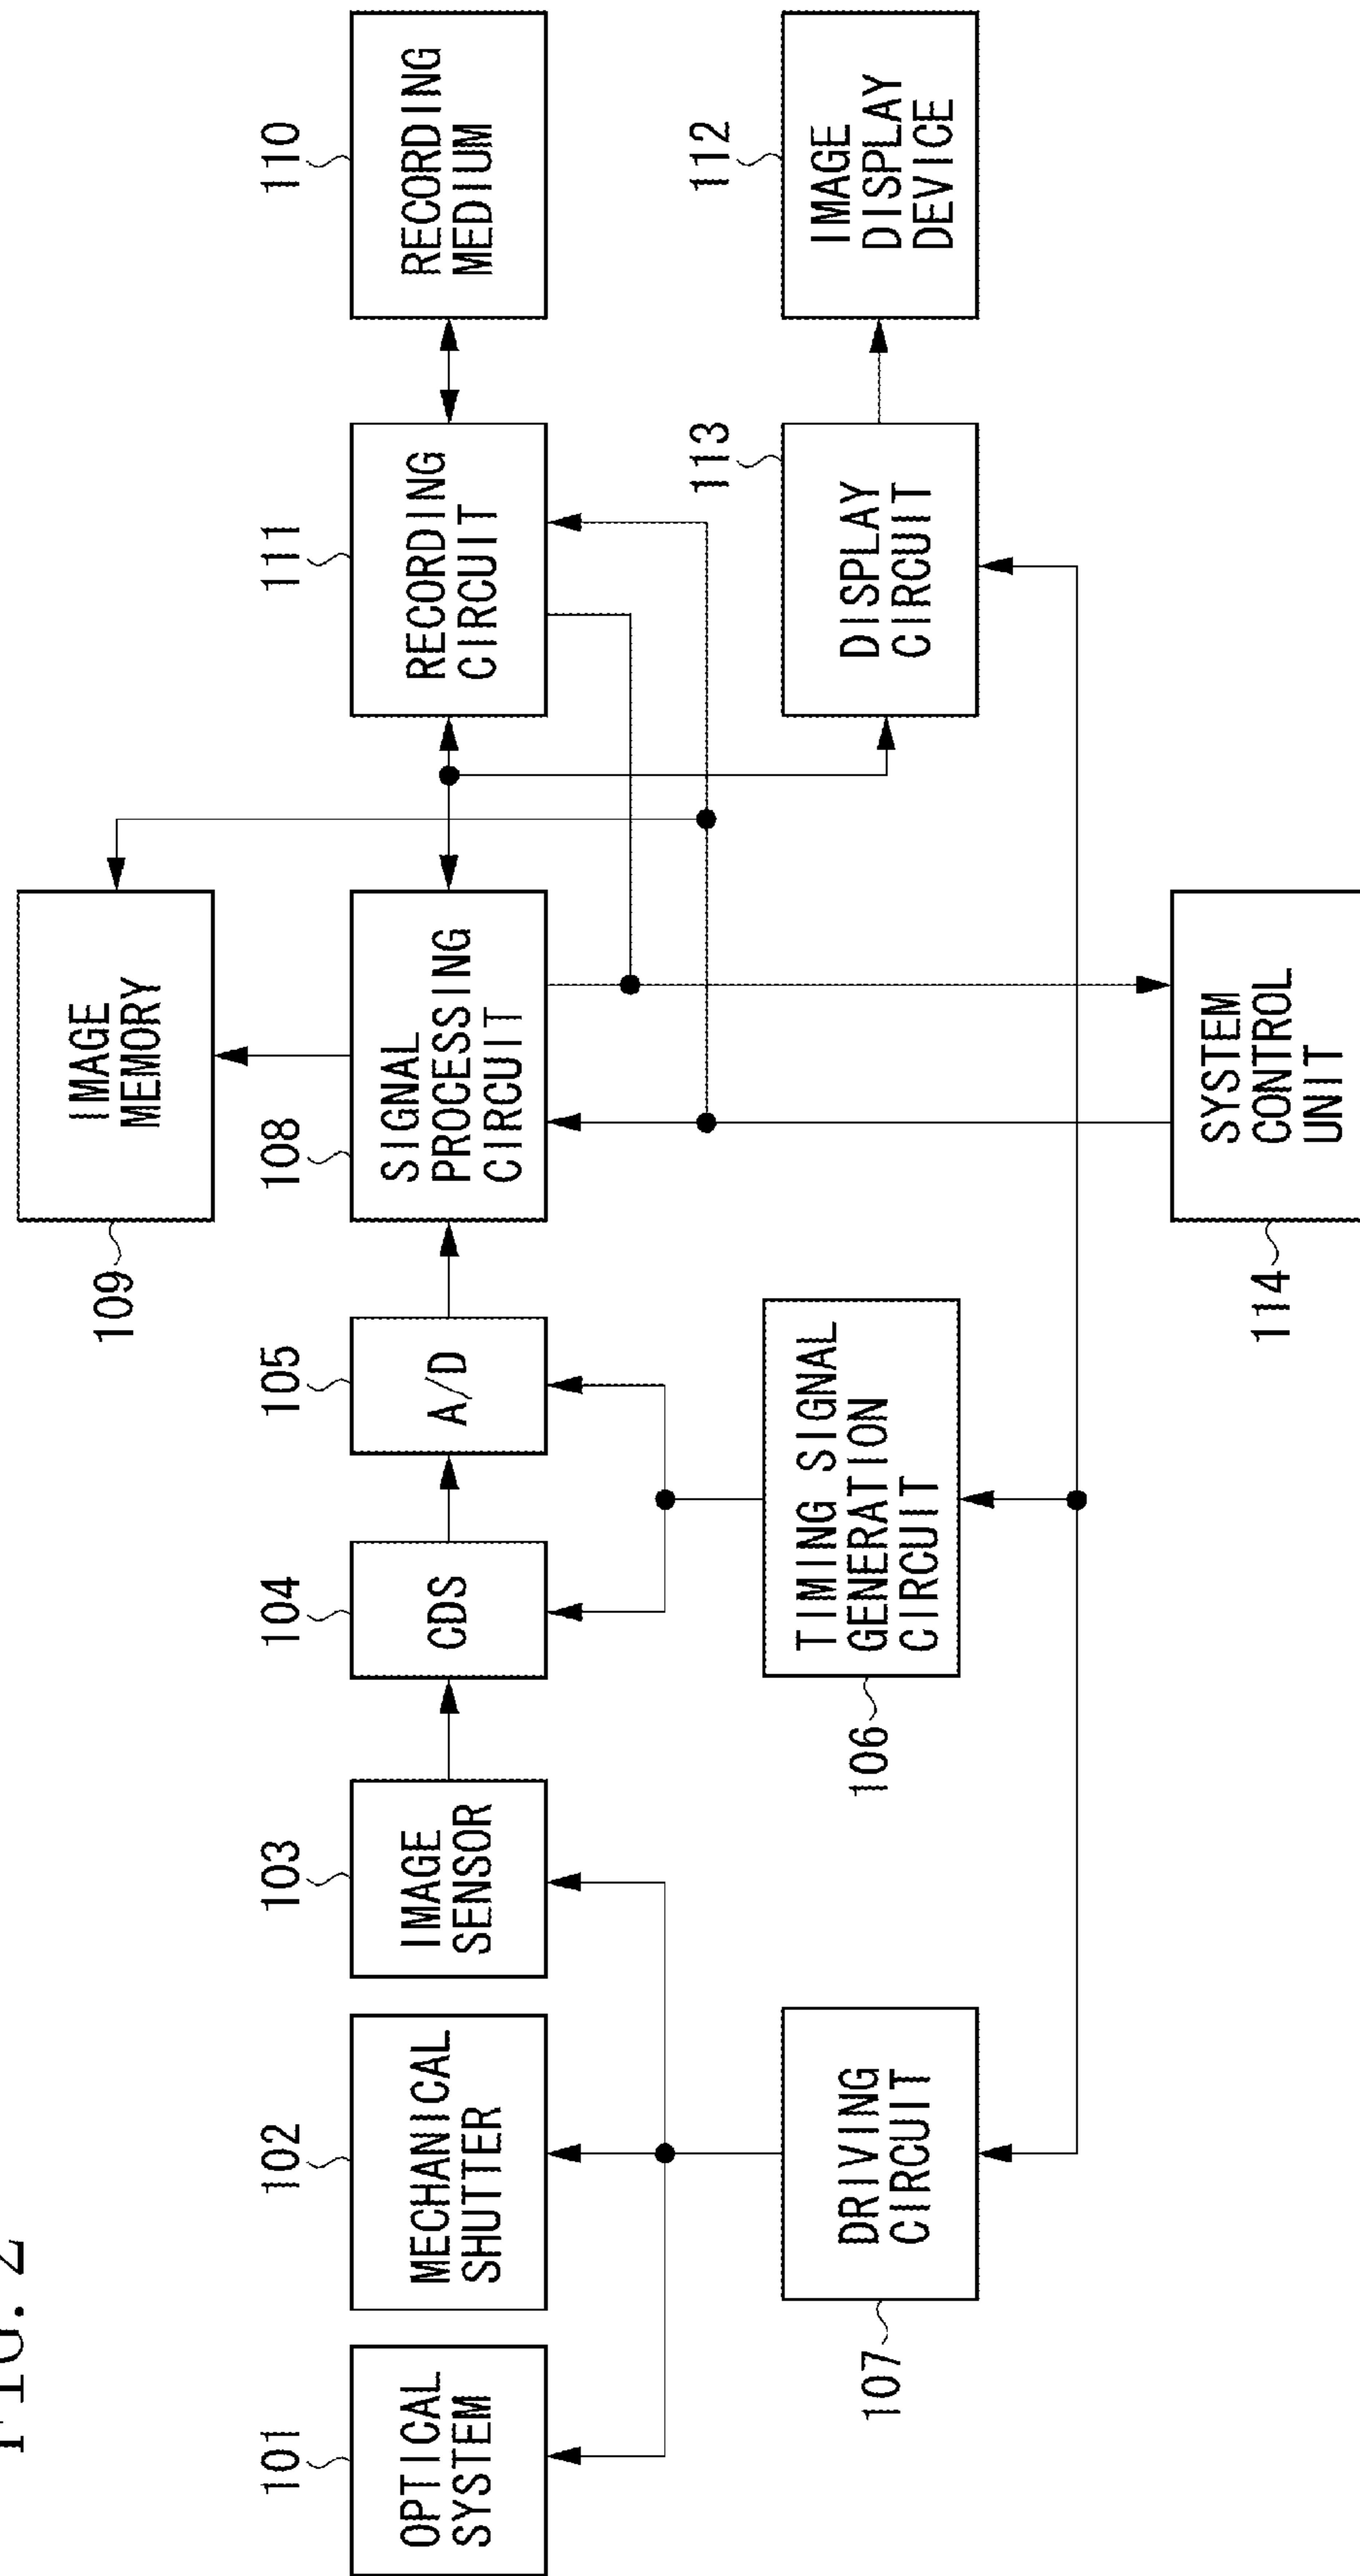 FIG. 2
109
IMAGE
MEMORY
101
OPTICAL
SYSTEM
102
MECHANICAL
SHUTTER
103
IMAGE
SENSOR
104
CDS
105
A/D
108
SIGNAL
PROCESSING
CIRCUIT
111
RECORDING
CIRCUIT
110
RECORDING
MEDIUM
107
DRIVING
CIRCUIT
106
TIMING SIGNAL
GENERATION
CIRCUIT
113
DISPLAY
CIRCUIT
112
IMAGE
DISPLAY
DEVICE
114
SYSTEM
CONTROL
UNIT